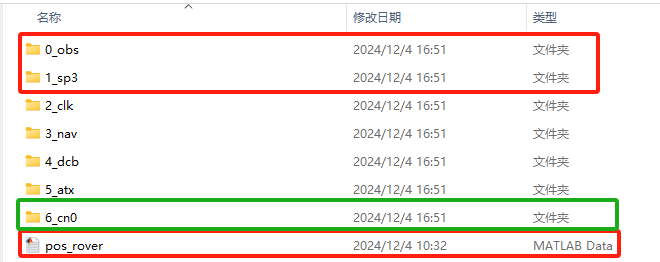 名称 修改日期 类型
0_obs 2024/12/4 16:51 文件夹
1_sp3 2024/12/4 16:51 文件夹
2_clk 2024/12/4 16:51 文件夹
3_nav 2024/12/4 16:51 文件夹
4_dcb 2024/12/4 16:51 文件夹
5_atx 2024/12/4 16:51 文件夹
6_cn0 2024/12/4 16:51 文件夹
pos_rover 2024/12/4 10:32 MATLAB Data